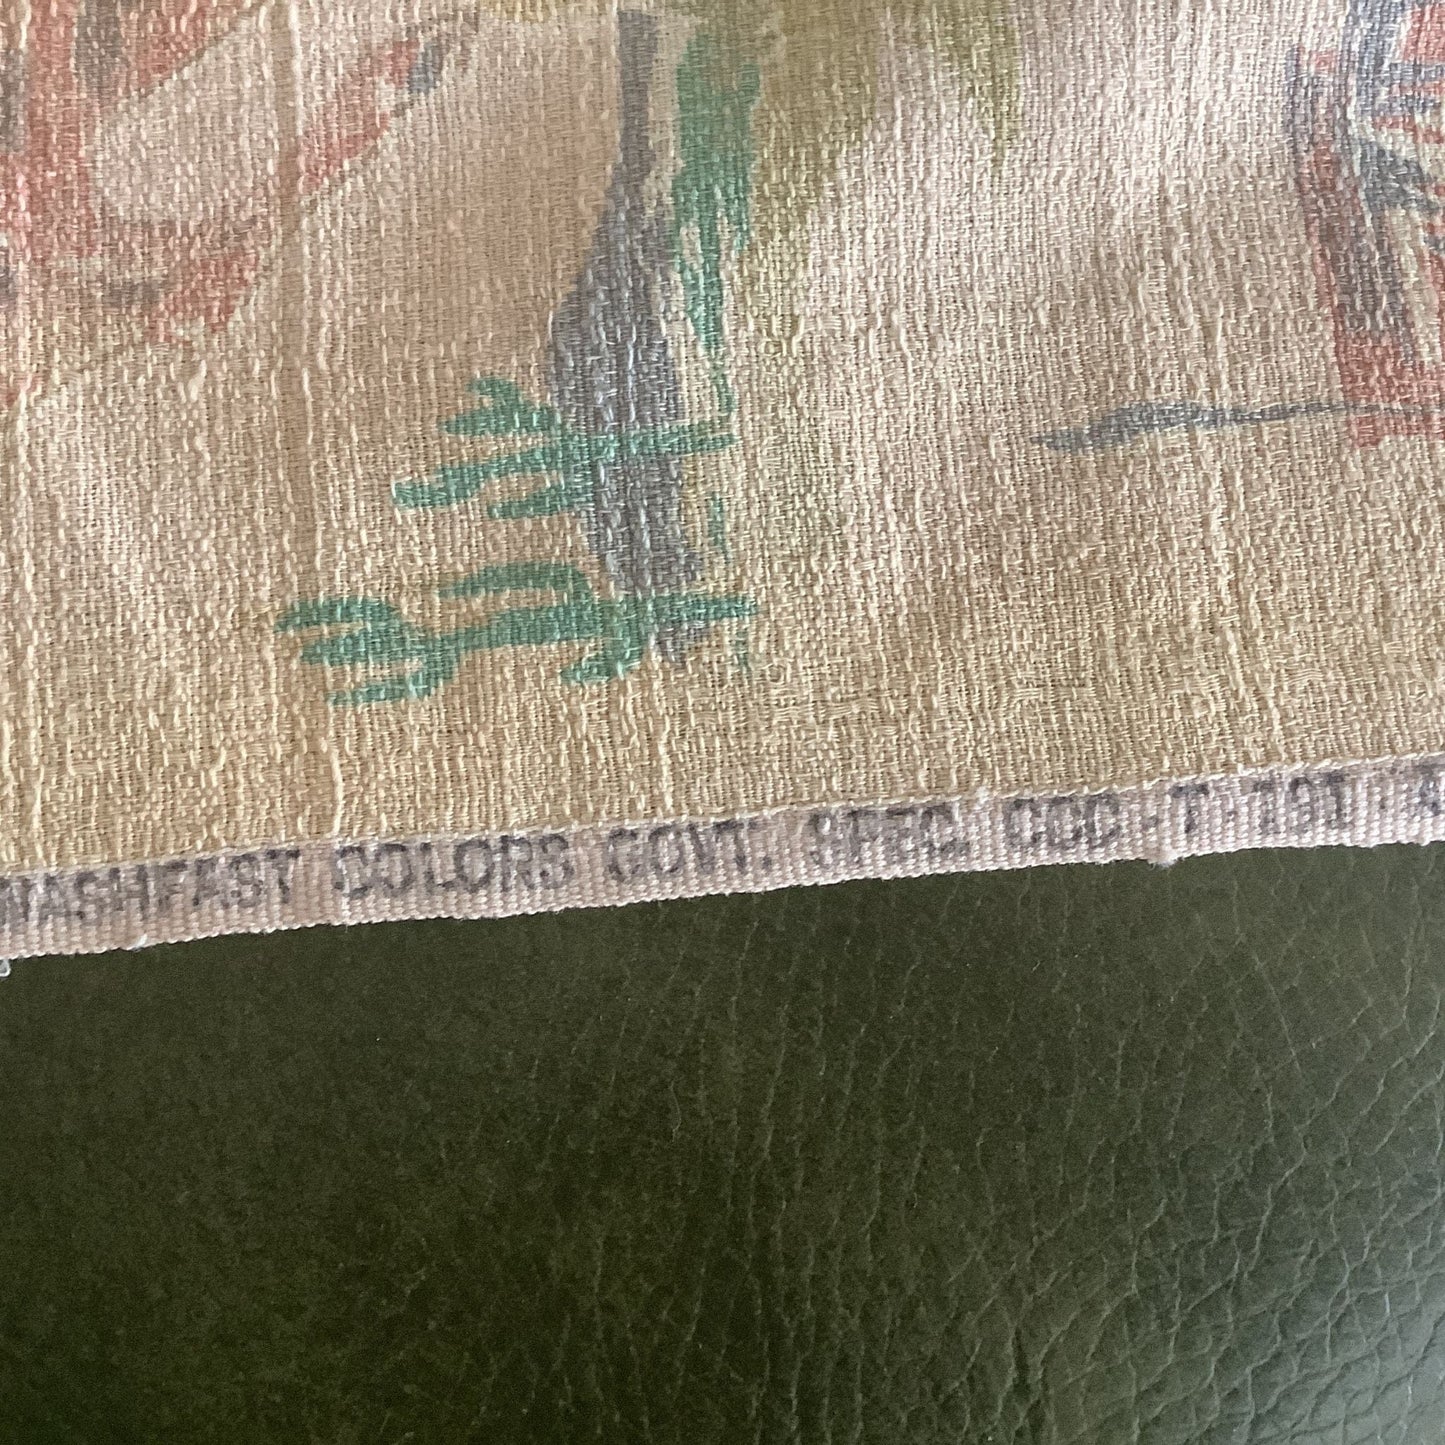 WASHFAST COLORS GOVT. SPEC. CCC-T-191